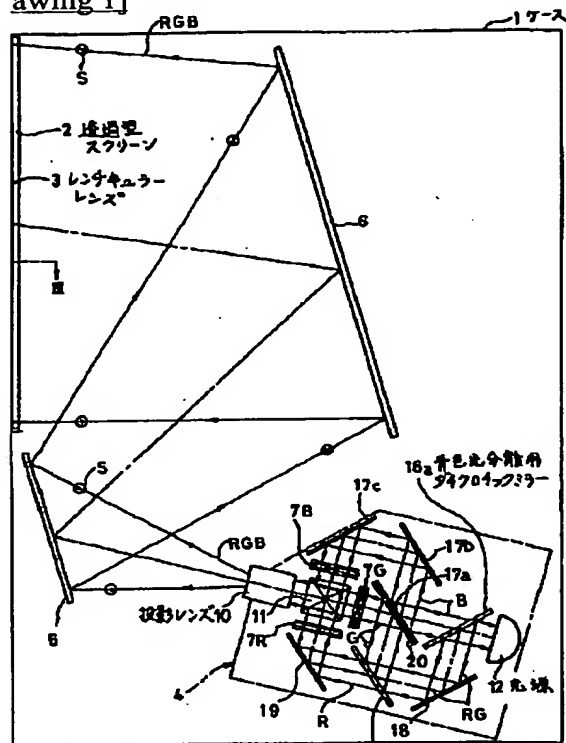 awing 1]
1 ケース
RGB
S
2 透過型
スクリーン
3 レンチキュラー
レンズ
6
III
S
18a 青色光分離用
ダイクロイックミラー
17c
7B
17b
RGB
7G
17a
B
投影レンズ10
11
6
7R
G
20
12 光源
4
19
R
18
RG